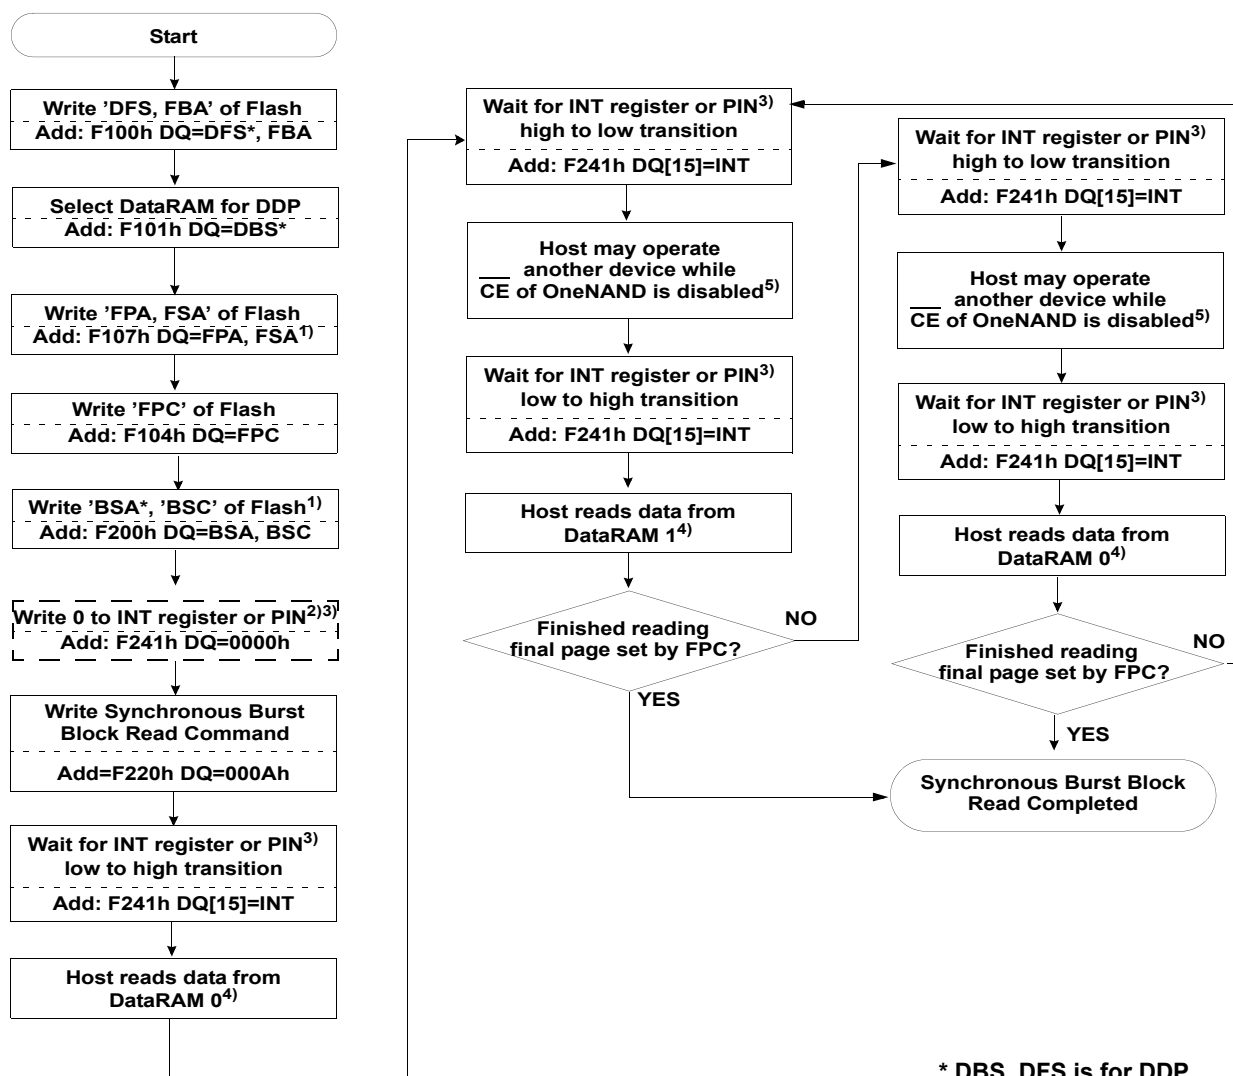 Start
Write ’DFS, FBA’ of Flash
Add: F100h DQ=DFS*, FBA
Select DataRAM for DDP
Add: F101h DQ=DBS*
Write ’FPA, FSA’ of Flash
Add: F107h DQ=FPA, FSA1)
Write ’FPC’ of Flash
Add: F104h DQ=FPC
Write ’BSA*, ’BSC’ of Flash1)
Add: F200h DQ=BSA, BSC
Write 0 to INT register or PIN2)3)
Add: F241h DQ=0000h
Write Synchronous Burst
Block Read Command
Add=F220h DQ=000Ah
Wait for INT register or PIN3)
low to high transition
Add: F241h DQ[15]=INT
Host reads data from
DataRAM 04)
Wait for INT register or PIN3)
high to low transition
Add: F241h DQ[15]=INT
Host may operate
another device while
CE of OneNAND is disabled5)
Wait for INT register or PIN3)
low to high transition
Add: F241h DQ[15]=INT
Host reads data from
DataRAM 14)
Finished reading
final page set by FPC?
NO
YES
Wait for INT register or PIN3)
high to low transition
Add: F241h DQ[15]=INT
Host may operate
another device while
CE of OneNAND is disabled5)
Wait for INT register or PIN3)
low to high transition
Add: F241h DQ[15]=INT
Host reads data from
DataRAM 04)
Finished reading
final page set by FPC?
NO
YES
Synchronous Burst Block
Read Completed
* DBS, DFS is for DDP